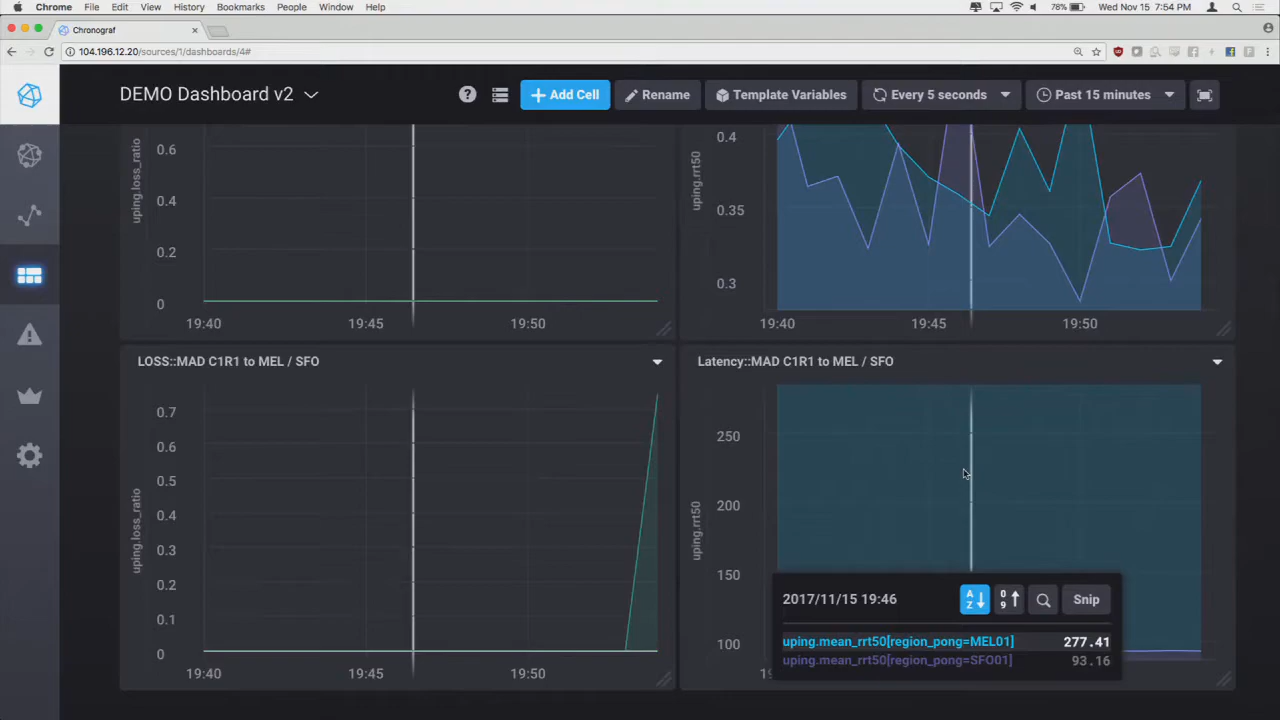 Chrome File Edit View History Bookmarks People Window Help 78% Wed Nov 15 7:54 PM
Chronograf
104.196.12.20/sources/1/dashboards/4#
DEMO Dashboard v2 ? + Add Cell Rename Template Variables Every 5 seconds Past 15 minutes
uping.loss_ratio
0.6
0.4
0.2
0
19:40 19:45 19:50
uping.rrt50
0.4
0.35
0.3
19:40 19:45 19:50
LOSS::MAD C1R1 to MEL / SFO
uping.loss_ratio
0.7
0.6
0.5
0.4
0.3
0.2
0.1
0
19:40 19:45 19:50
Latency::MAD C1R1 to MEL / SFO
uping.rrt50
250
200
150
100
2017/11/15 19:46 A Z 0 9 Snip
uping.mean_rrt50[region_pong=MEL01] 277.41
uping.mean_rrt50[region_pong=SFO01] 93.16